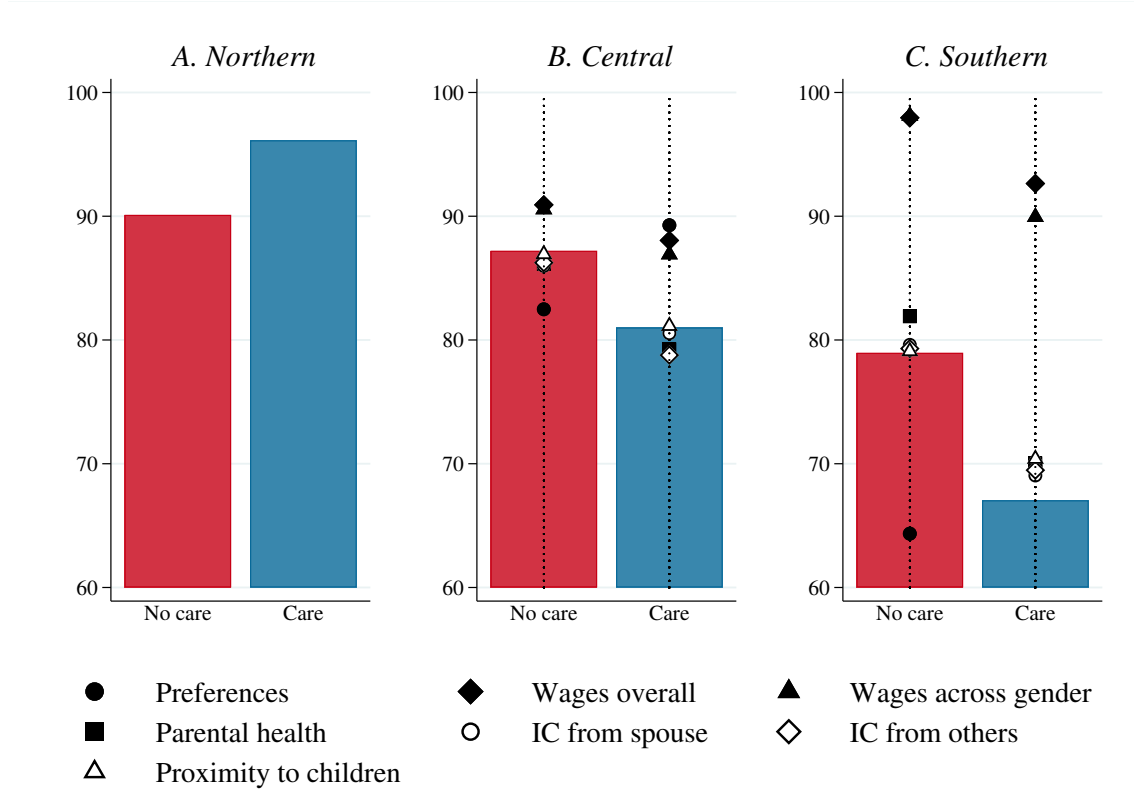 A. Northern
100
90
80
70
60
No care Care
B. Central
100
90
80
70
60
No care Care
C. Southern
100
90
80
70
60
No care Care
Preferences Wages overall Wages across gender
Parental health IC from spouse IC from others
Proximity to children